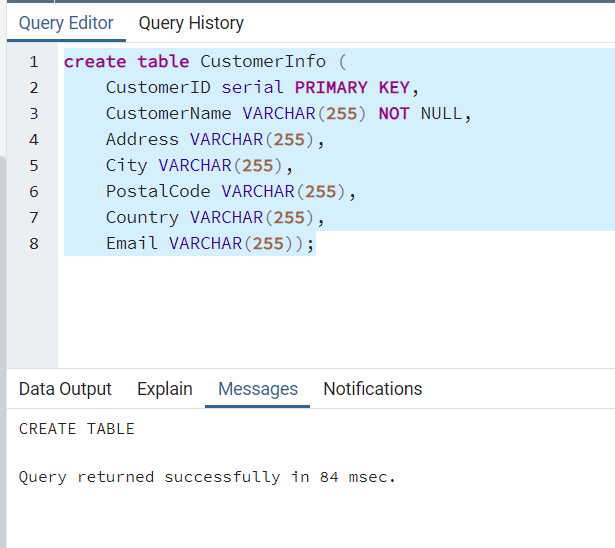 Query Editor Query History
1 create table CustomerInfo (
2 CustomerID serial PRIMARY KEY,
3 CustomerName VARCHAR(255) NOT NULL,
4 Address VARCHAR(255),
5 City VARCHAR(255),
6 PostalCode VARCHAR(255),
7 Country VARCHAR(255),
8 Email VARCHAR(255));
Data Output Explain Messages Notifications
CREATE TABLE
Query returned successfully in 84 msec.